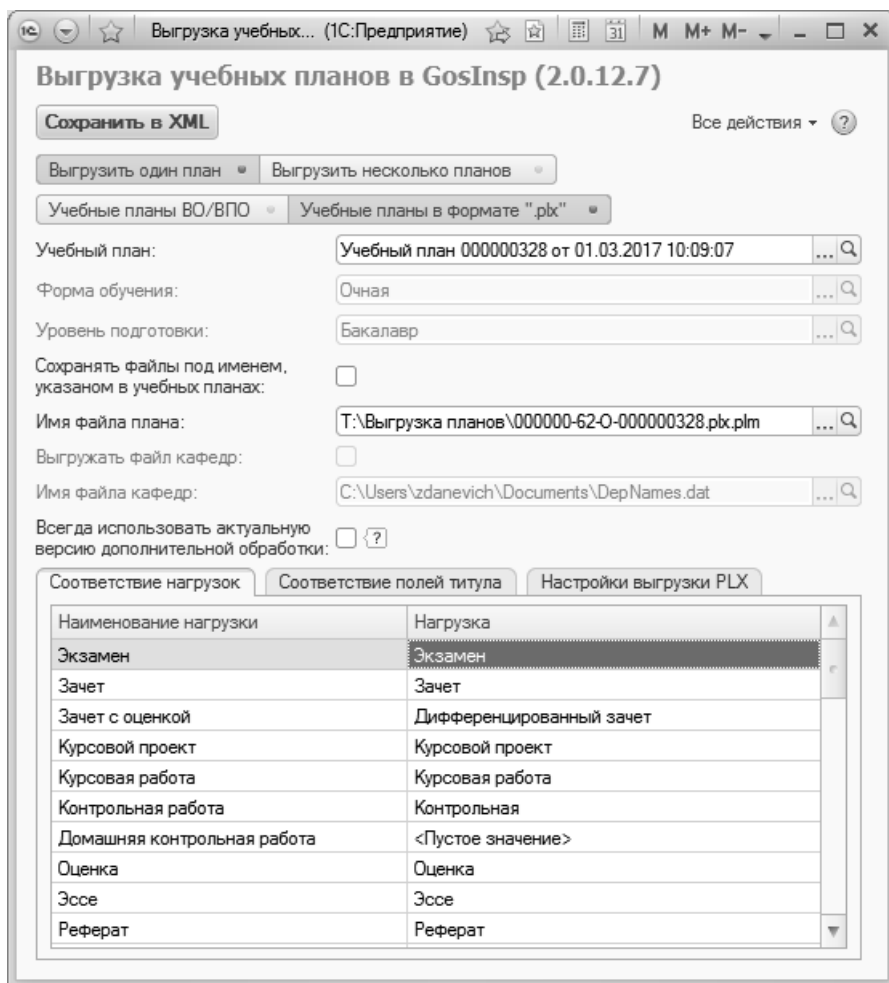 1С Выгрузка учебных... (1С:Предприятие) 31 M M+ M-
Выгрузка учебных планов в GosInsp (2.0.12.7)
Сохранить в XML Все действия ?
Выгрузить один план Выгрузить несколько планов
Учебные планы ВО/ВПО Учебные планы в формате ".plx"
Учебный план: Учебный план 000000328 от 01.03.2017 10:09:07 ...
Форма обучения: Очная ...
Уровень подготовки: Бакалавр ...
Сохранять файлы под именем,
указаном в учебных планах:
Имя файла плана: T:\Выгрузка планов\000000-62-О-000000328.plx.plm ...
Выгружать файл кафедр:
Имя файла кафедр: C:\Users\zdanevich\Documents\DepNames.dat ...
Всегда использовать актуальную
версию дополнительной обработки: ?
Соответствие нагрузок Соответствие полей титула Настройки выгрузки PLX
Наименование нагрузки Нагрузка
Экзамен Экзамен
Зачет Зачет
Зачет с оценкой Дифференцированный зачет
Курсовой проект Курсовой проект
Курсовая работа Курсовая работа
Контрольная работа Контрольная
Домашняя контрольная работа <Пустое значение>
Оценка Оценка
Эссе Эссе
Реферат Реферат